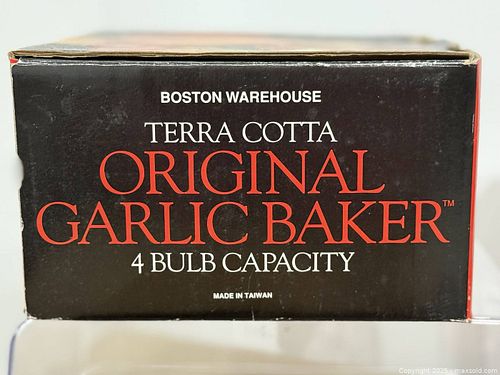 BOSTON WAREHOUSE
TERRA COTTA
ORIGINAL
GARLIC BAKER™
4 BULB CAPACITY
MADE IN TAIWAN
Copyright 2025 - maxsold.com